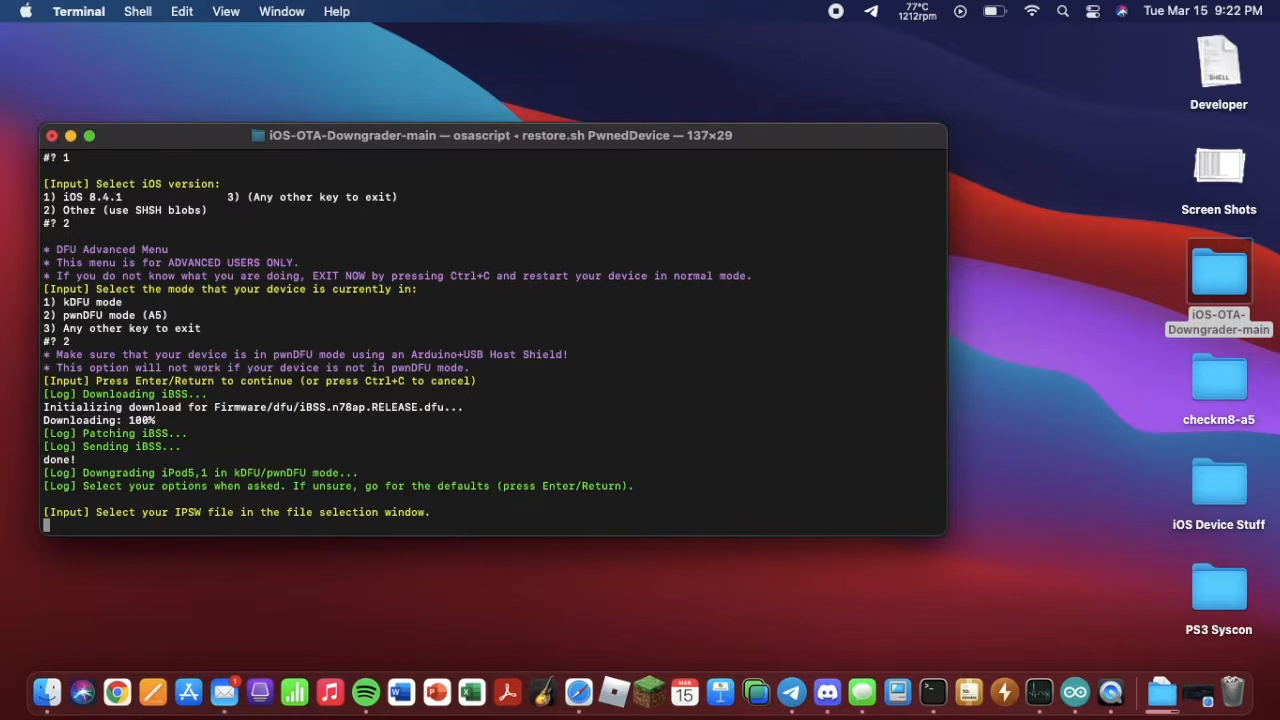 Terminal Shell Edit View Window Help
77°C
1212rpm
Tue Mar 15 9:22 PM
SHELL
Developer
Screen Shots
iOS-OTA-
Downgrader-main
checkm8-a5
iOS Device Stuff
PS3 Syscon
iOS-OTA-Downgrader-main — osascript ◂ restore.sh PwnedDevice — 137×29
#? 1
[Input] Select iOS version:
1) iOS 8.4.1 3) (Any other key to exit)
2) Other (use SHSH blobs)
#? 2
* DFU Advanced Menu
* This menu is for ADVANCED USERS ONLY.
* If you do not know what you are doing, EXIT NOW by pressing Ctrl+C and restart your device in normal mode.
[Input] Select the mode that your device is currently in:
1) kDFU mode
2) pwnDFU mode (A5)
3) Any other key to exit
#? 2
* Make sure that your device is in pwnDFU mode using an Arduino+USB Host Shield!
* This option will not work if your device is not in pwnDFU mode.
[Input] Press Enter/Return to continue (or press Ctrl+C to cancel)
[Log] Downloading iBSS...
Initializing download for Firmware/dfu/iBSS.n78ap.RELEASE.dfu...
Downloading: 100%
[Log] Patching iBSS...
[Log] Sending iBSS...
done!
[Log] Downgrading iPod5,1 in kDFU/pwnDFU mode...
[Log] Select your options when asked. If unsure, go for the defaults (press Enter/Return).
[Input] Select your IPSW file in the file selection window.
1
W
P
X
MAR
15